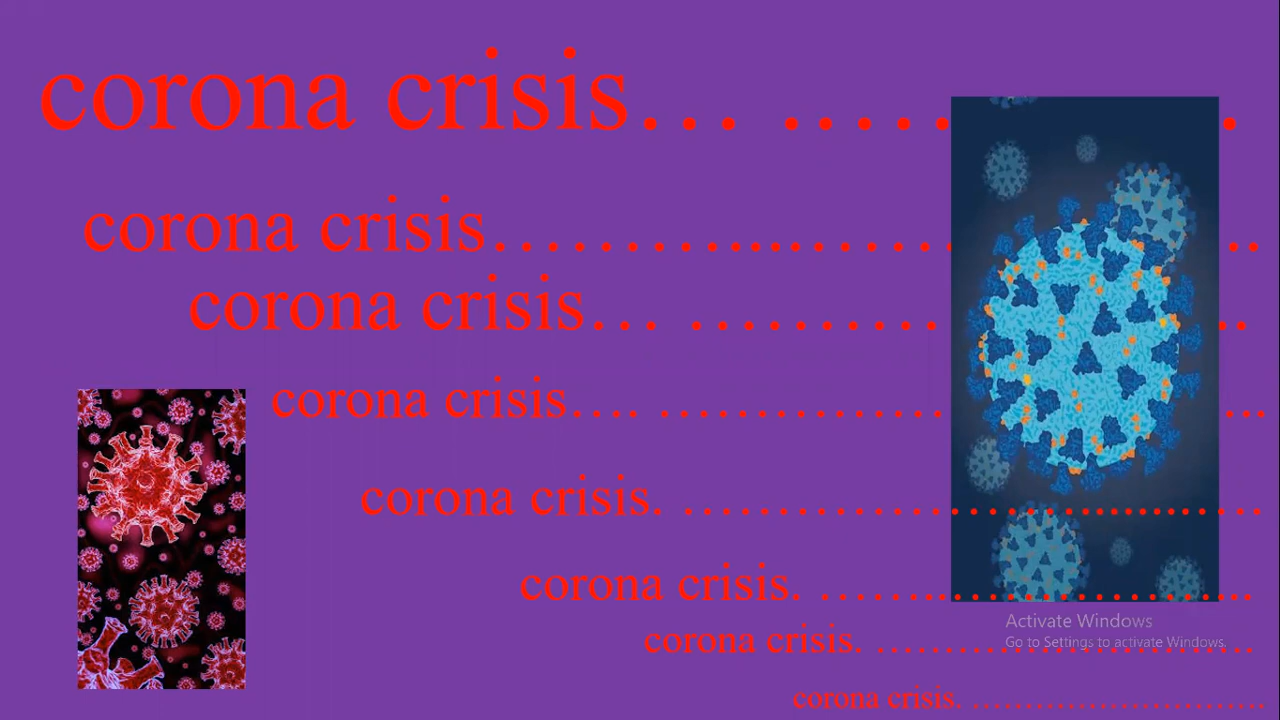 corona crisis... ..... .
corona crisis.......................
corona crisis... ...........
corona crisis.... ...............
corona crisis. ..............................
corona crisis. ..........................
Activate Windows
corona crisis. ..........................
Go to Settings to activate Windows.
corona crisis. ..........................